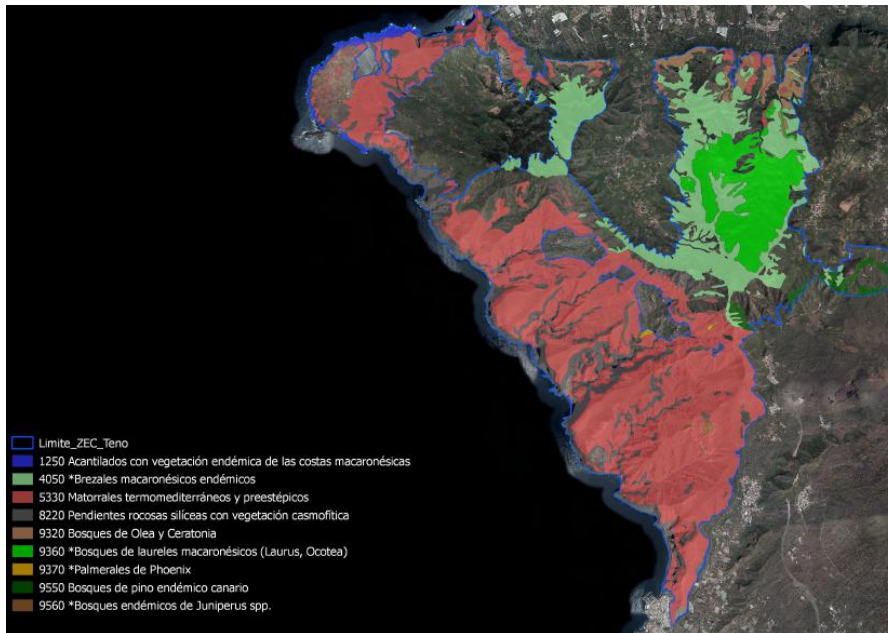 Limite_ZEC_Teno
1250 Acantilados con vegetación endémica de las costas macaronésicas
4050 *Brezales macaronésicos endémicos
5330 Matorrales termomediterráneos y preestépicos
8220 Pendientes rocosas silíceas con vegetación casmofítica
9320 Bosques de Olea y Ceratonia
9360 *Bosques de laureles macaronésicos (Laurus, Ocotea)
9370 *Palmerales de Phoenix
9550 Bosques de pino endémico canario
9560 *Bosques endémicos de Juniperus spp.